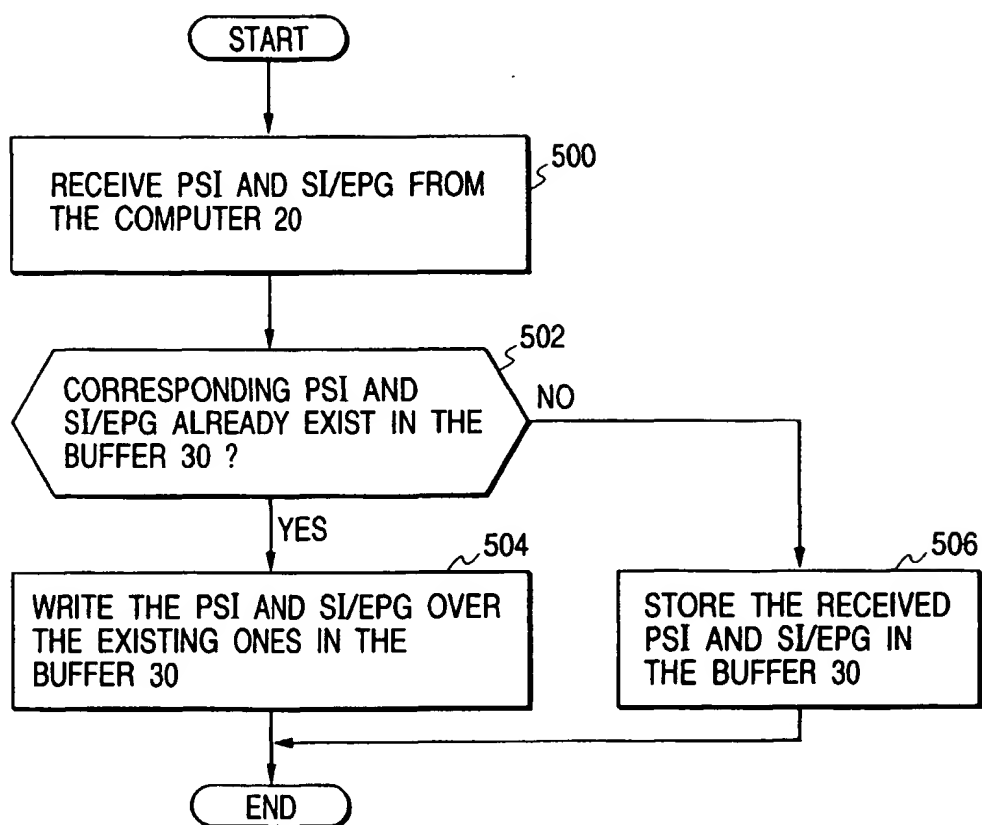 START
500
RECEIVE PSI AND SI/EPG FROM
THE COMPUTER 20
502
CORRESPONDING PSI AND
SI/EPG ALREADY EXIST IN THE
BUFFER 30 ?
NO
YES
504
WRITE THE PSI AND SI/EPG OVER
THE EXISTING ONES IN THE
BUFFER 30
506
STORE THE RECEIVED
PSI AND SI/EPG IN
THE BUFFER 30
END